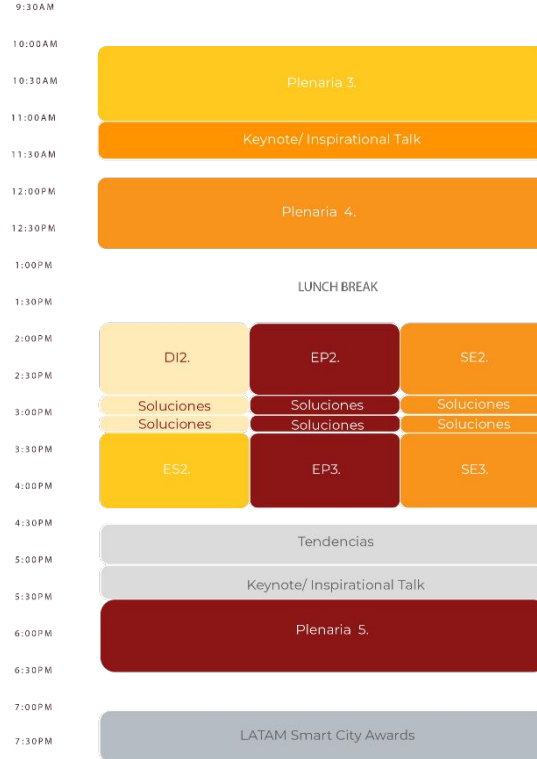 9:30AM
10:00AM
10:30AM
Plenaria 3.
11:00AM
Keynote/ Inspirational Talk
11:30AM
12:00PM
Plenaria 4.
12:30PM
1:00PM
LUNCH BREAK
1:30PM
2:00PM
DI2. EP2. SE2.
2:30PM
Soluciones Soluciones Soluciones
3:00PM
Soluciones Soluciones Soluciones
3:30PM
ES2. EP3. SE3.
4:00PM
4:30PM
Tendencias
5:00PM
Keynote/ Inspirational Talk
5:30PM
Plenaria 5.
6:00PM
6:30PM
7:00PM
LATAM Smart City Awards
7:30PM